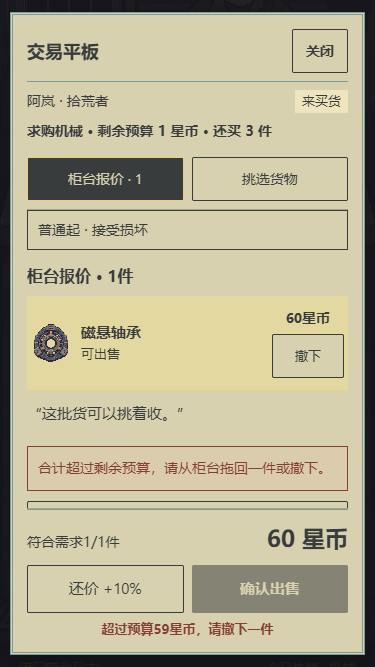 交易平板
关闭
阿岚 · 拾荒者
来买货
求购机械 • 剩余预算 1 星币 • 还买 3 件
柜台报价 · 1
挑选货物
普通起 · 接受损坏
柜台报价 • 1件
60星币
磁悬轴承
可出售
撤下
“这批货可以挑着收。”
合计超过剩余预算，请从柜台拖回一件或撤下。
符合需求1/1件
60 星币
还价 +10%
确认出售
超过预算59星币，请撤下一件